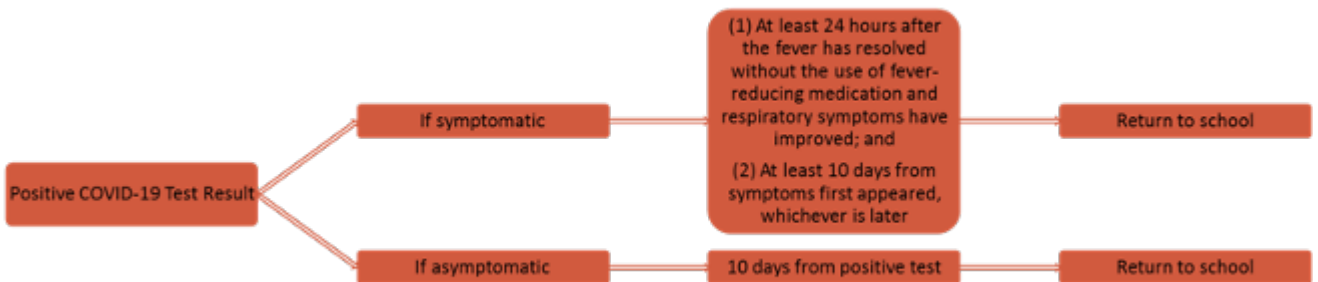 Positive COVID-19 Test Result
If symptomatic
(1) At least 24 hours after
the fever has resolved
without the use of fever-
reducing medication and
respiratory symptoms have
improved; and
(2) At least 10 days from
symptoms first appeared,
whichever is later
Return to school
If asymptomatic
10 days from positive test
Return to school